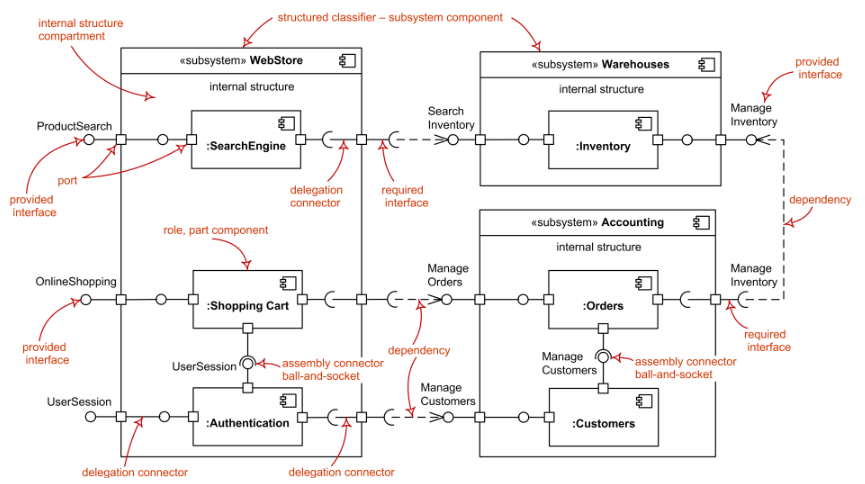 structured classifier – subsystem component
internal structure
compartment
«subsystem» WebStore
internal structure
«subsystem» Warehouses
internal structure
provided
interface
ProductSearch
:SearchEngine
Search
Inventory
:Inventory
Manage
Inventory
port
provided
interface
delegation
connector
required
interface
dependency
role, part component
«subsystem» Accounting
internal structure
OnlineShopping
:Shopping Cart
Manage
Orders
:Orders
Manage
Inventory
provided
interface
dependency
required
interface
UserSession
assembly connector
ball-and-socket
Manage
Customers
assembly connector
ball-and-socket
UserSession
:Authentication
Manage
Customers
:Customers
delegation connector
delegation connector